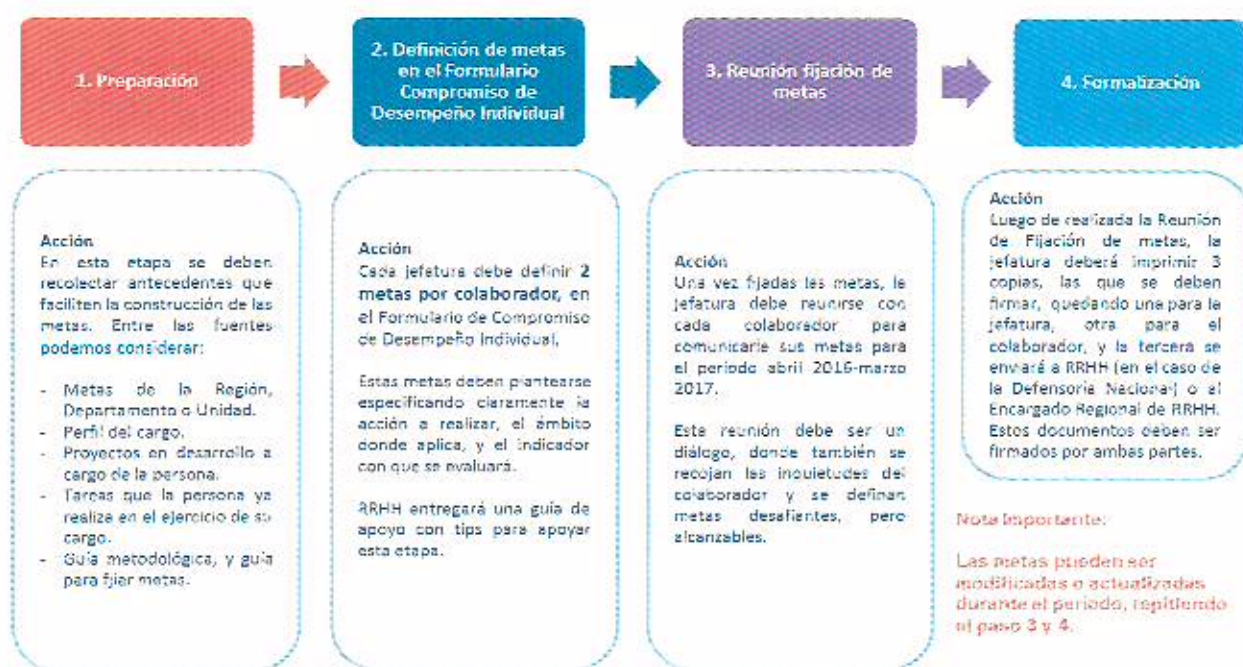 1. Preparación
2. Definición de metas
en el Formulario
Compromiso de
Desempeño Individual
3. Reunión fijación de
metas
4. Formalización
Acción
En esta etapa se deben
recolectar antecedentes que
faciliten la construcción de las
metas. Entre las fuentes
podemos considerar:
- Metas de la Región,
Departamento o Unidad.
- Perfil del cargo.
- Proyectos en desarrollo a
cargo de la persona.
- Tareas que la persona ya
realiza en el ejercicio de su
cargo.
- Guía metodológica, y guía
para fijar metas.
Acción
Cada jefatura debe definir 2
metas por colaborador, en
el Formulario de Compromiso
de Desempeño Individual.
Estas metas deben plantearse
especificando claramente la
acción a realizar, el ámbito
donde aplica, y el indicador
con que se evaluará.
RRHH entregará una guía de
apoyo con tips para apoyar
esta etapa.
Acción
Una vez fijadas las metas, la
jefatura debe reunirse con
cada colaborador para
comunicarle sus metas para
el periodo abril 2016-marzo
2017.
Esta reunión debe ser un
diálogo, donde también se
recojan las inquietudes del
colaborador y se definan
metas desafiantes, pero
alcanzables.
Acción
Luego de realizada la Reunión
de Fijación de metas, la
jefatura deberá imprimir 3
copias, las que se deben
firmar, quedando una para la
jefatura, otra para el
colaborador, y la tercera se
enviará a RRHH (en el caso de
la Defensoría Nacional) o al
Encargado Regional de RRHH.
Estos documentos deben ser
firmados por ambas partes.
Nota Importante:
Las metas pueden ser
modificadas o actualizadas
durante el periodo, repitiendo
el paso 3 y 4.